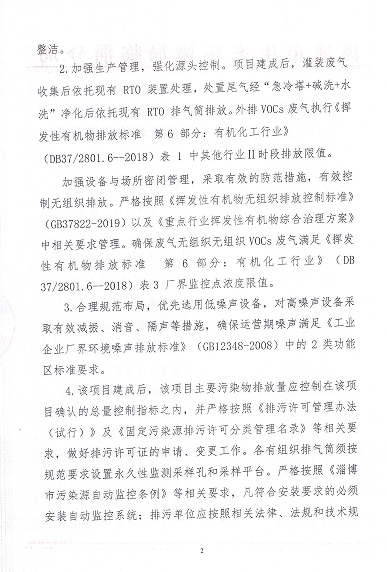 整洁。
2.加强生产管理，强化源头控制。项目建成后，灌装废气
收集后依托现有 RTO 装置处理，处置尾气经“急冷塔+碱洗+水
洗”净化后依托现有 RTO 排气筒排放。外排 VOCs 废气执行《挥
发性有机物排放标准 第 6 部分：有机化工行业》
（DB37/2801.6--2018）表 1 中其他行业Ⅱ时段排放限值。
加强设备与场所密闭管理，采取有效的防范措施，有效控
制无组织排放。严格按照《挥发性有机物无组织排放控制标准》
（GB37822-2019）以及《重点行业挥发性有机物综合治理方案》
中相关要求管理。确保废气无组织无组织 VOCs 废气满足《挥发
性有机物排放标准 第 6 部分：有机化工行业》（DB
37/2801.6—2018）表 3 厂界监控点浓度限值。
3.合理规范布局，优先选用低噪声设备，对高噪声设备采
取有效减振、消音、隔声等措施，确保运营期噪声满足《工业
企业厂界环境噪声排放标准》（GB12348-2008）中的 2 类功能
区标准要求。
4.该项目建成后，该项目主要污染物排放量应控制在该项
目确认的总量控制指标之内，并严格按照《排污许可管理办法
（试行）》及《固定污染源排污许可分类管理名录》等相关要
求，做好排污许可证的申请、变更工作。各有组织排气筒须按
规范要求设置永久性监测采样孔和采样平台。严格按照《淄博
市污染源自动监控条例》等相关要求，凡符合安装要求的必须
安装自动监控系统；排污单位应按照相关法律、法规和技术规
2